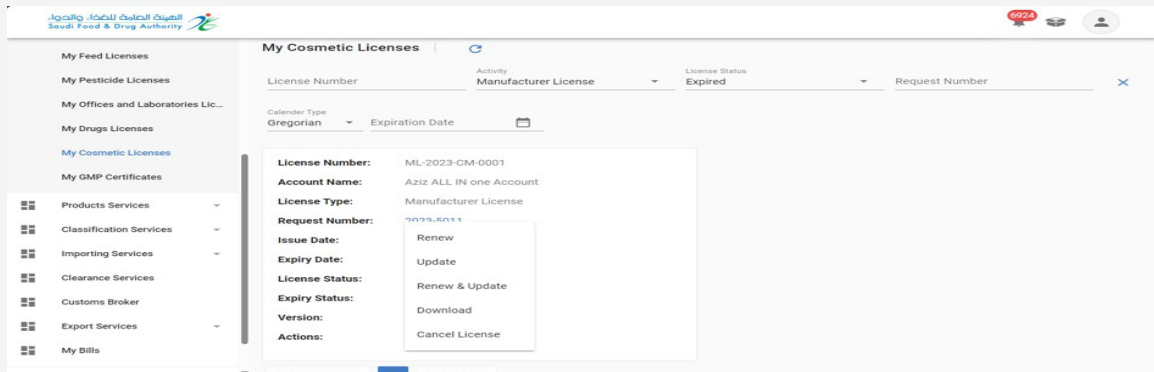 الهيئة العامة للغذاء والدواء
Saudi Food & Drug Authority
6924
My Feed Licenses
My Pesticide Licenses
My Offices and Laboratories Lic...
My Drugs Licenses
My Cosmetic Licenses
My GMP Certificates
Products Services
Classification Services
Importing Services
Clearance Services
Customs Broker
Export Services
My Bills
My Cosmetic Licenses
License Number
Activity
Manufacturer License
License Status
Expired
Request Number
Calender Type
Gregorian
Expiration Date
License Number: ML-2023-CM-0001
Account Name: Aziz ALL IN one Account
License Type: Manufacturer License
Request Number: 2023-5011
Issue Date:
Expiry Date:
License Status:
Expiry Status:
Version:
Actions:
Renew
Update
Renew & Update
Download
Cancel License